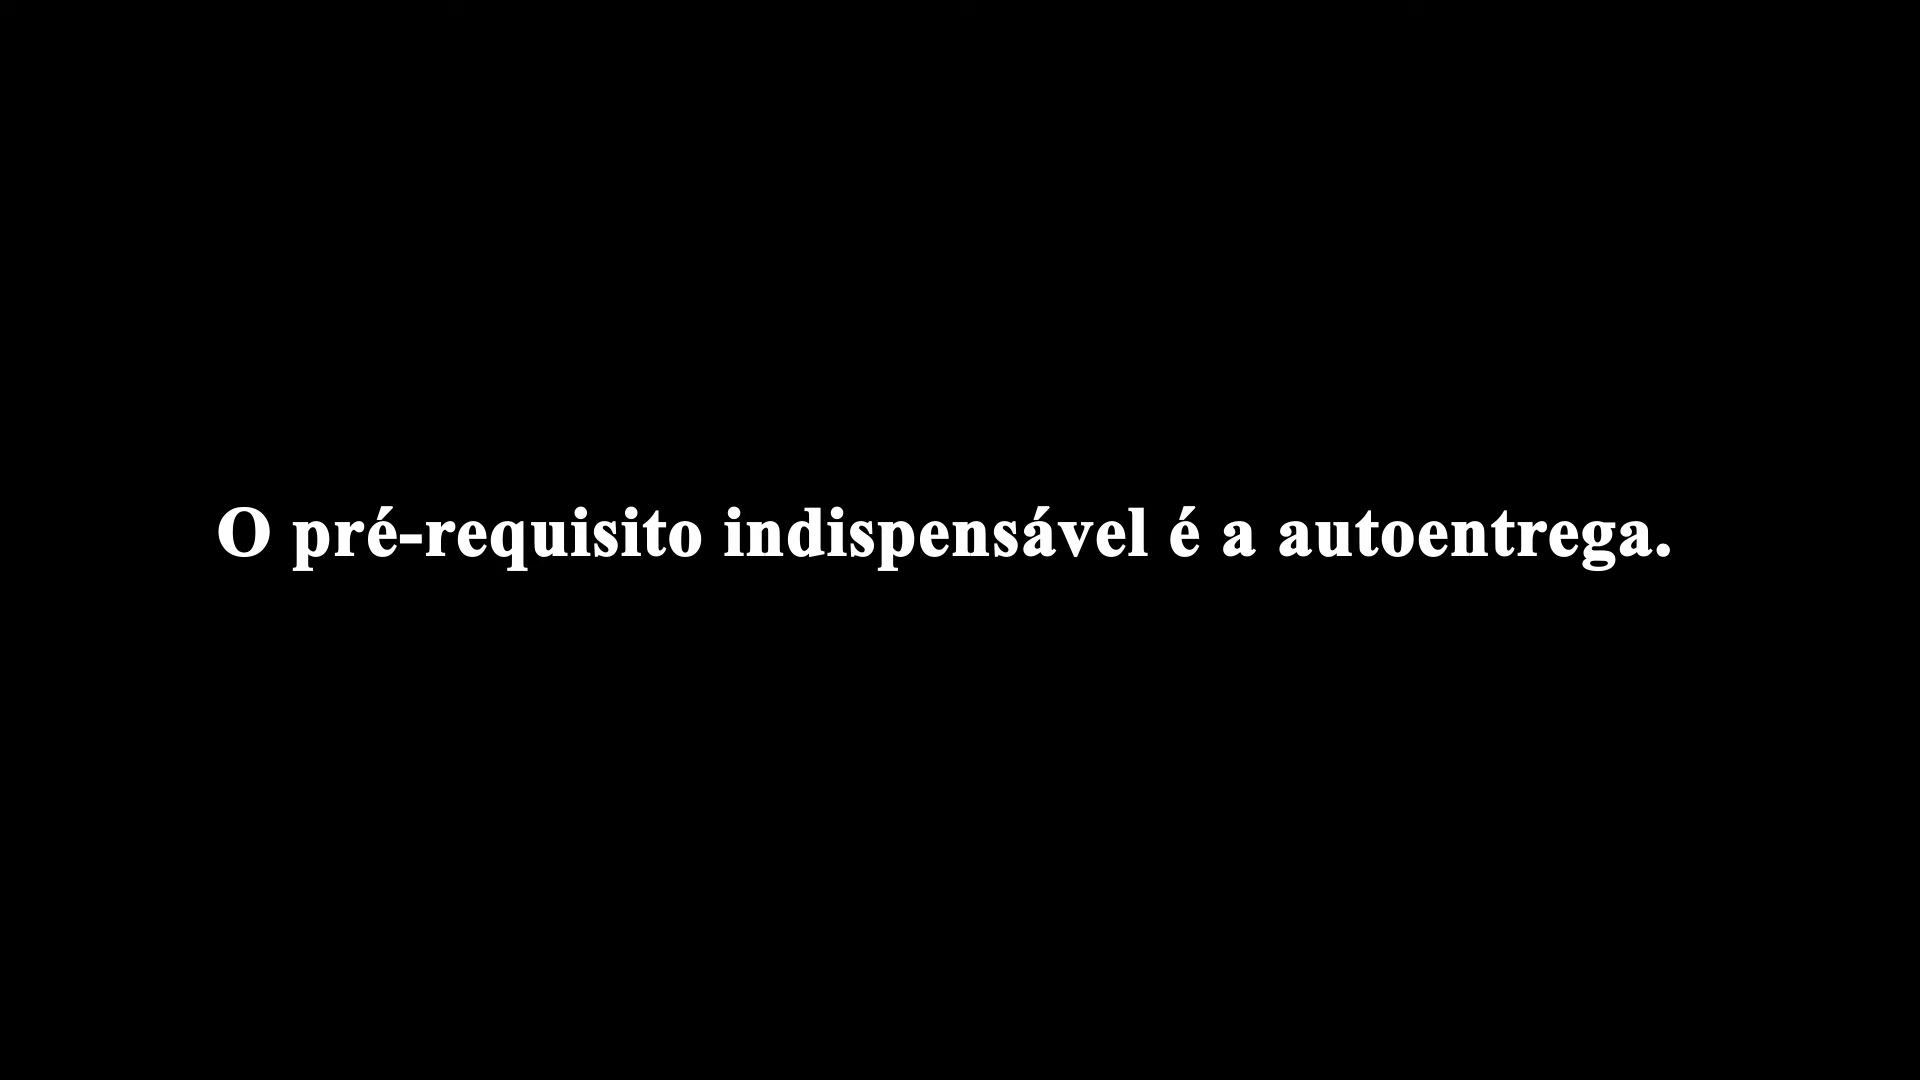 O pré-requisito indispensável é a autoentrega.